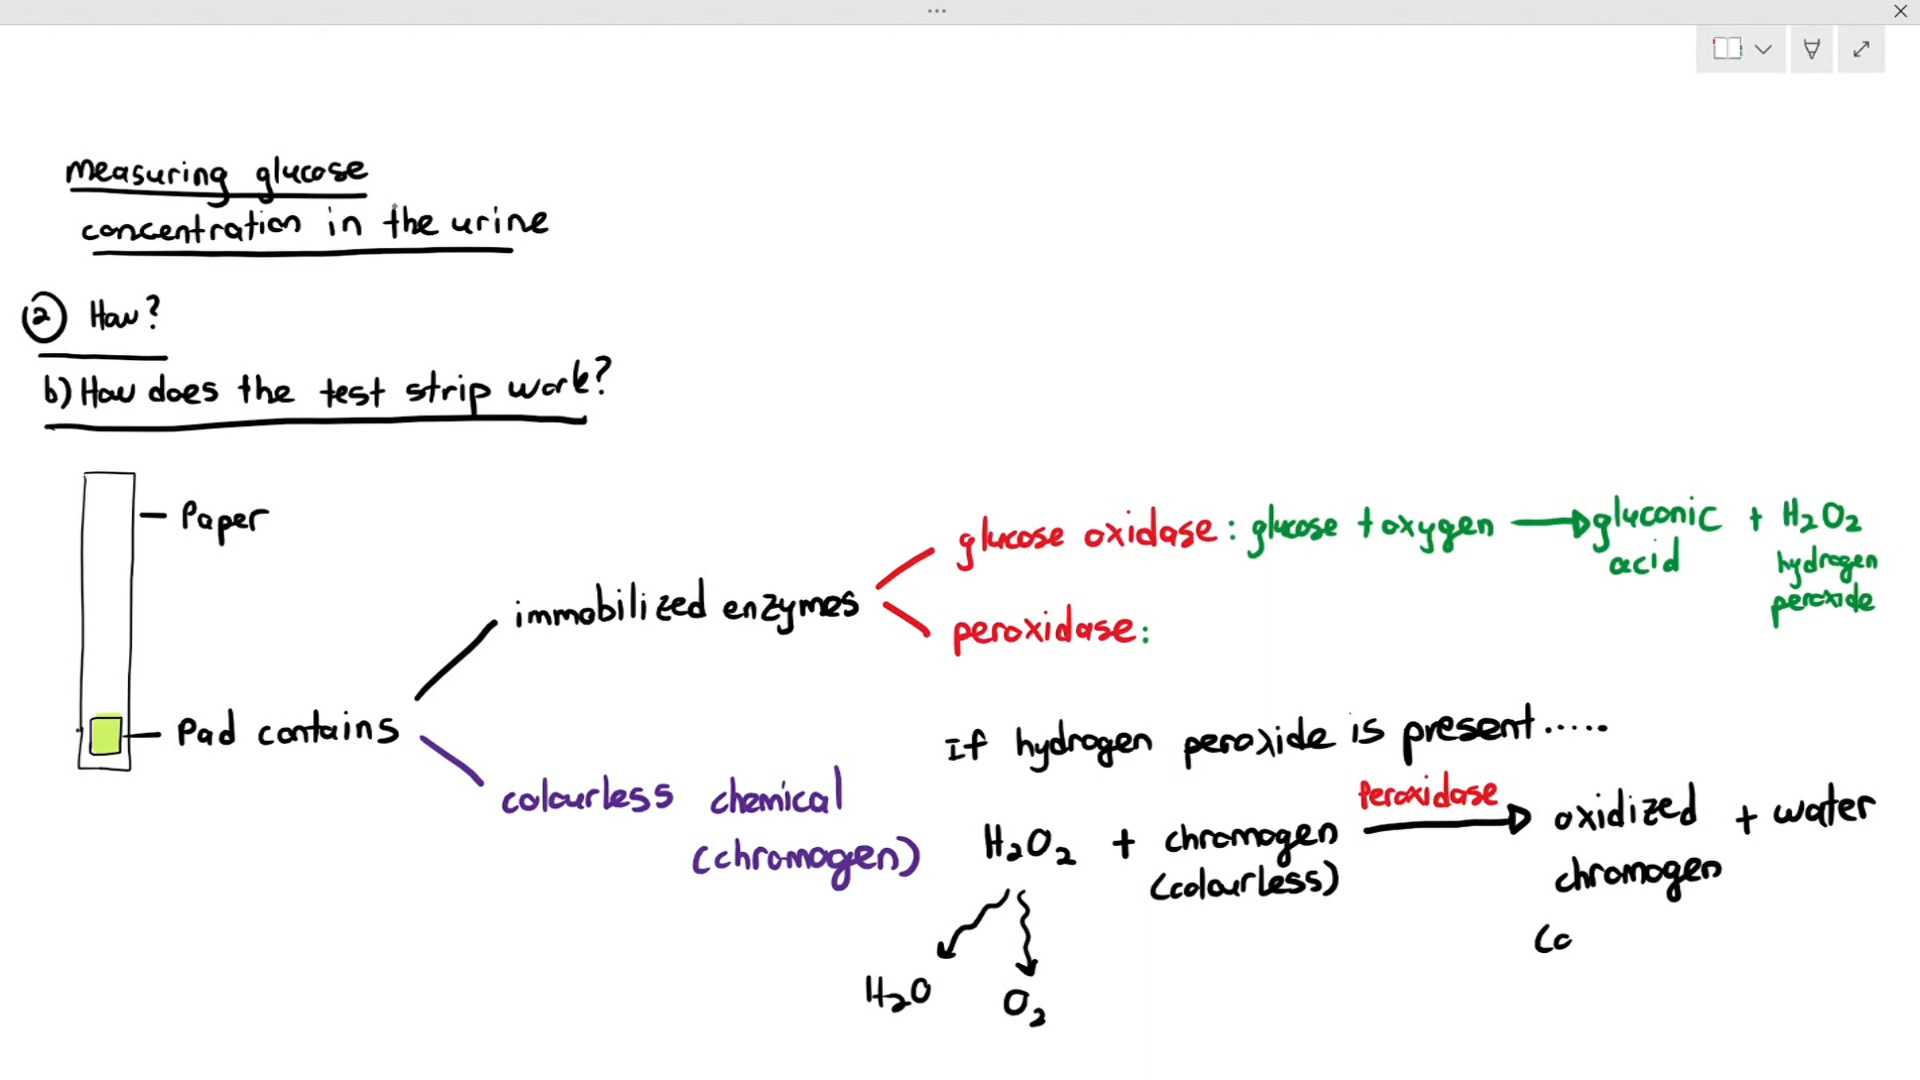 measuring glucose
concentration in the urine
2 How?
b) How does the test strip work?
Paper
glucose oxidase : glucose + oxygen → gluconic acid + H₂O₂
hydrogen peroxide
immobilized enzymes
peroxidase :
Pad contains
If hydrogen peroxide is present.....
colourless chemical
(chromogen)
Peroxidase
H₂O₂ + chromogen → oxidized + water
(colourless) chromogen
(co
H₂O O₂